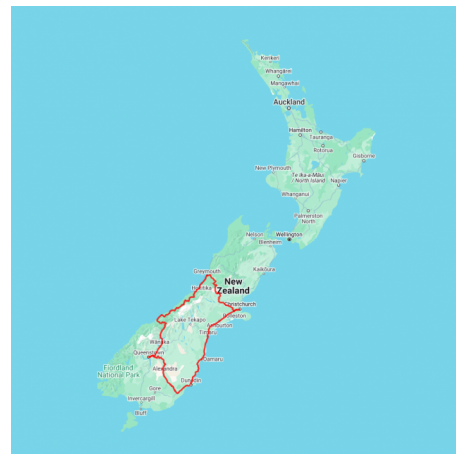 Kerikeri
Whangārei
Mangawhai
Auckland
Hamilton
Tauranga
Rotorua
Gisborne
New Plymouth
Te Ika-a-Māui
/ North Island
Napier
Whanganui
Palmerston
North
Nelson
Wellington
Blenheim
Kaikōura
Greymouth
Hokitika
New
Zealand
Christchurch
Rolleston
Lake Tekapo
Ashburton
Timaru
Wānaka
Oamaru
Queenstown
Alexandra
Fiordland
National Park
Dunedin
Gore
Invercargill
Bluff